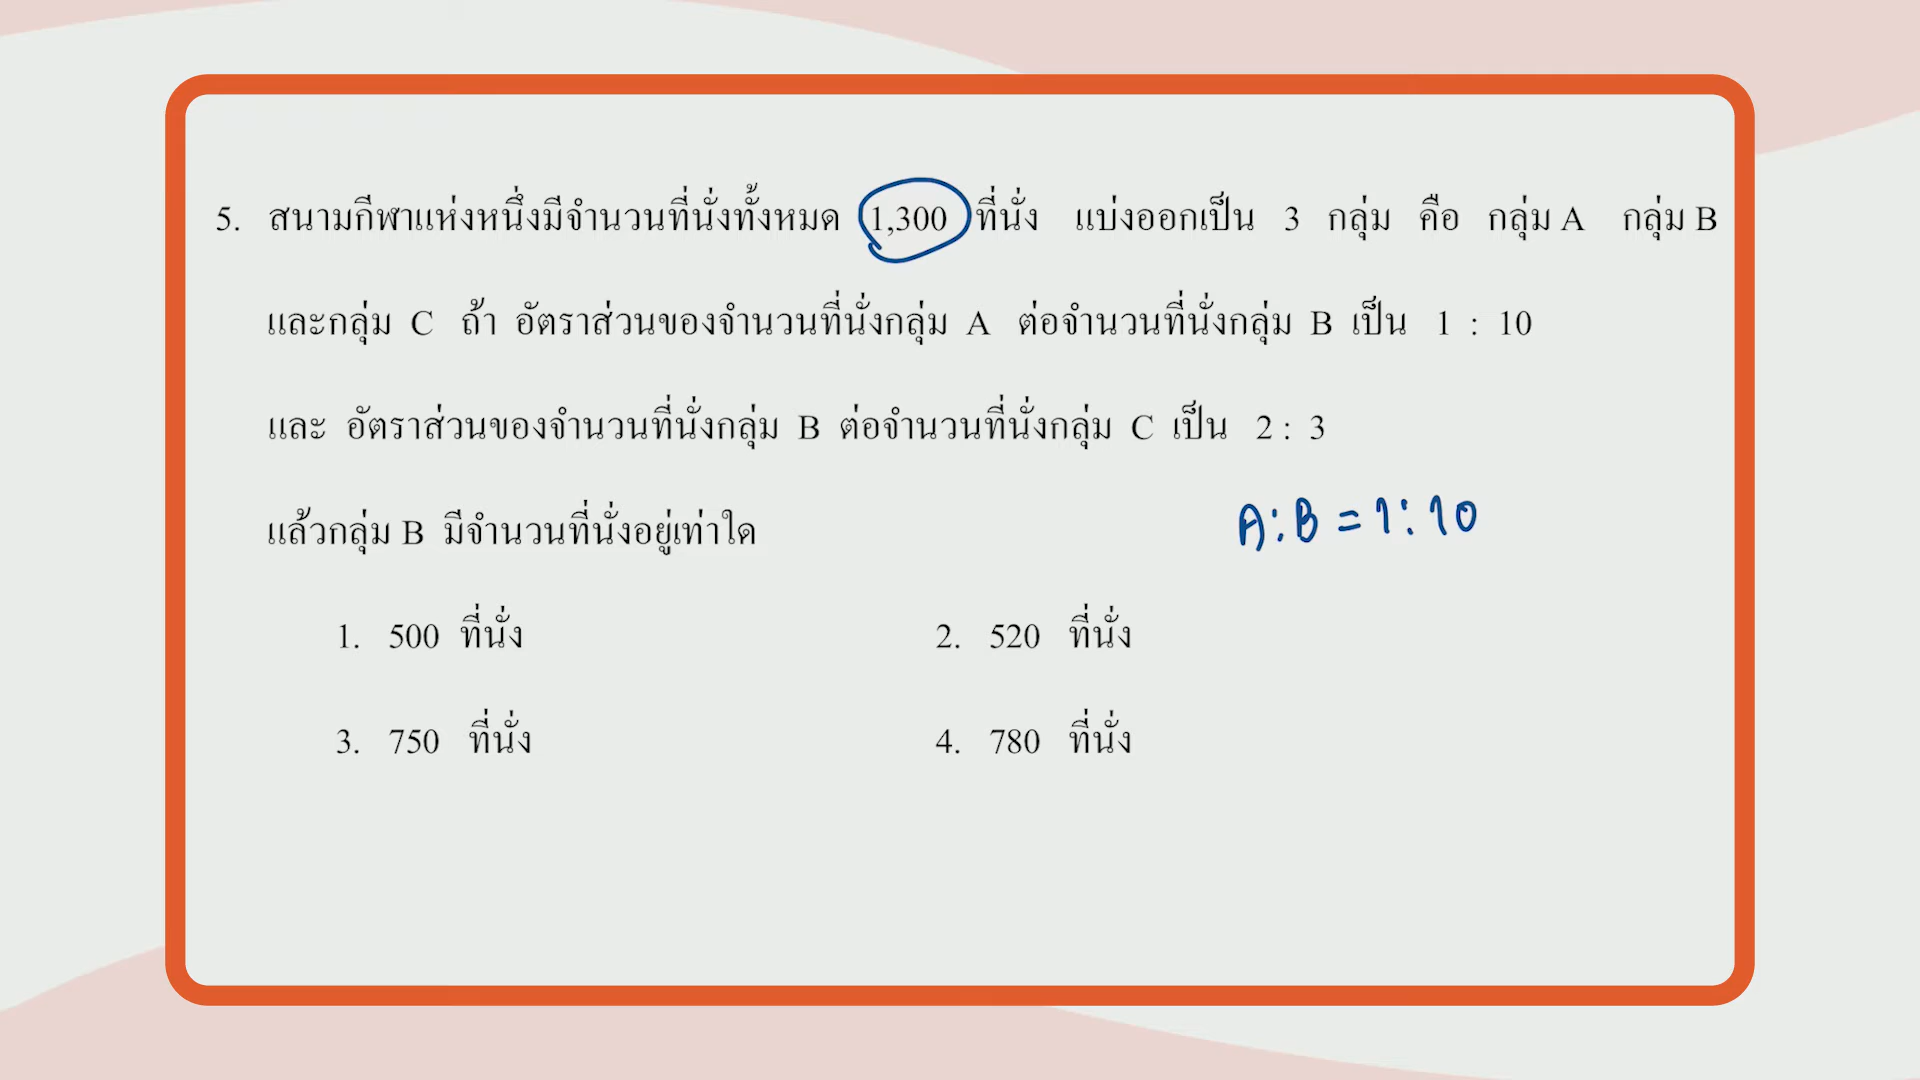 5. สนามกีฬาแห่งหนึ่งมีจำนวนที่นั่งทั้งหมด 1,300 ที่นั่ง แบ่งออกเป็น 3 กลุ่ม คือ กลุ่ม A กลุ่ม B
และกลุ่ม C ถ้า อัตราส่วนของจำนวนที่นั่งกลุ่ม A ต่อจำนวนที่นั่งกลุ่ม B เป็น 1 : 10
และ อัตราส่วนของจำนวนที่นั่งกลุ่ม B ต่อจำนวนที่นั่งกลุ่ม C เป็น 2 : 3
แล้วกลุ่ม B มีจำนวนที่นั่งอยู่เท่าใด
A : B = 1 : 10
1. 500 ที่นั่ง
2. 520 ที่นั่ง
3. 750 ที่นั่ง
4. 780 ที่นั่ง